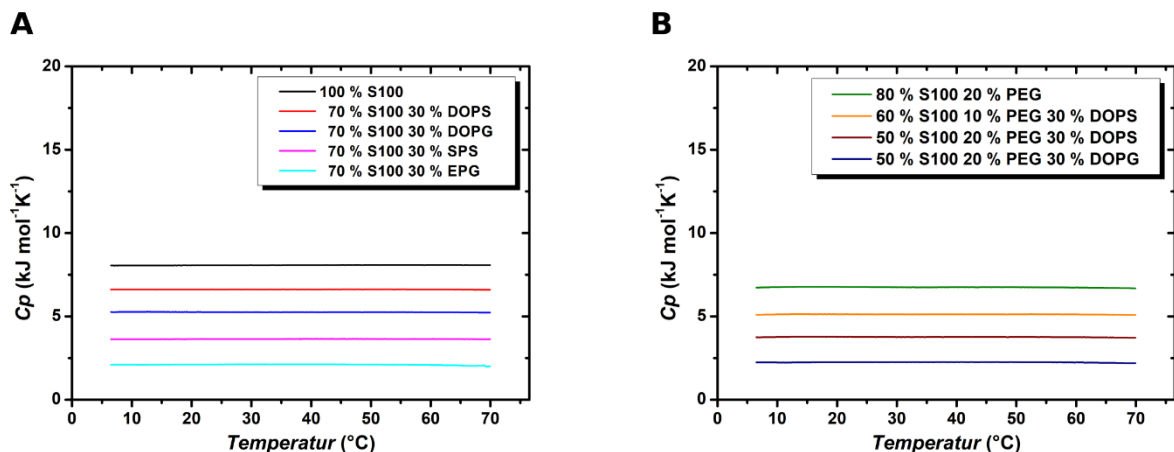 A
B
20
15
10
5
0
Cp (kJ mol⁻¹K⁻¹)
100 % S100
70 % S100 30 % DOPS
70 % S100 30 % DOPG
70 % S100 30 % SPS
70 % S100 30 % EPG
0 10 20 30 40 50 60 70
Temperatur (°C)
20
15
10
5
0
Cp (kJ mol⁻¹K⁻¹)
80 % S100 20 % PEG
60 % S100 10 % PEG 30 % DOPS
50 % S100 20 % PEG 30 % DOPS
50 % S100 20 % PEG 30 % DOPG
0 10 20 30 40 50 60 70
Temperatur (°C)